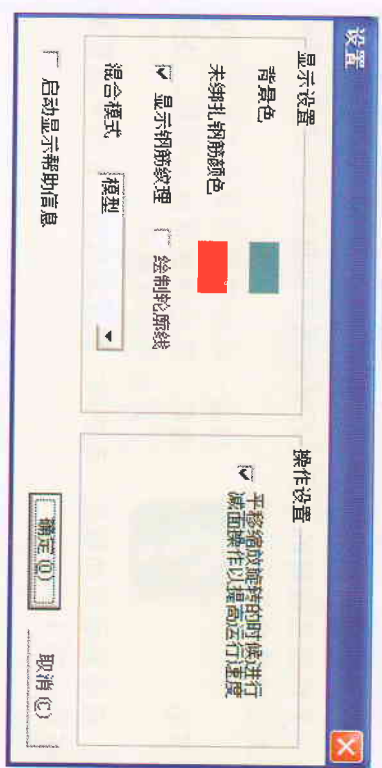 设置
显示设置
背景色
未绑扎钢筋颜色
显示钢筋纹理
绘制轮廓线
混合模式
模型
启动显示帮助信息
操作设置
平移缩放旋转的时候进行
减面操作以提高运行速度
确定(O)
取消(C)